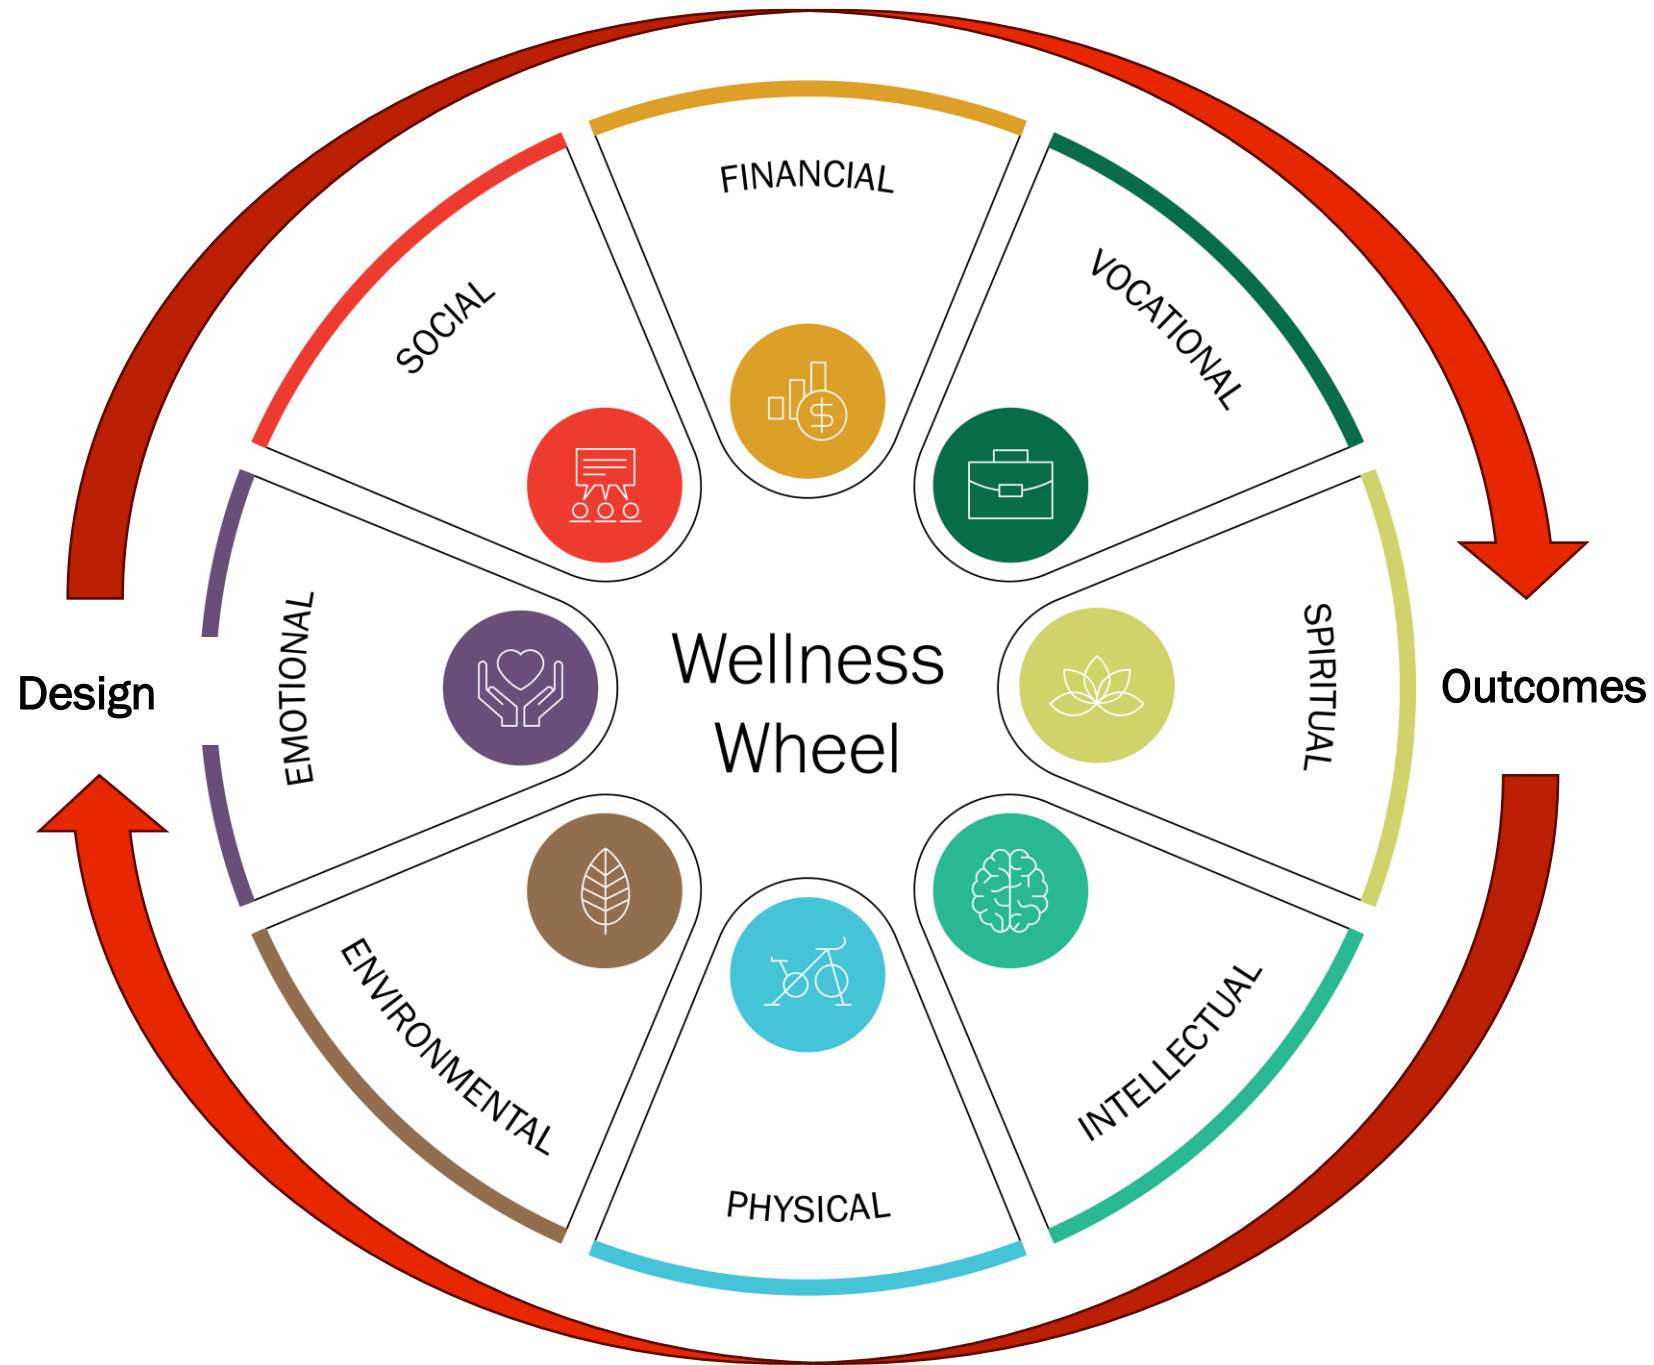 FINANCIAL
VOCATIONAL
SOCIAL
SPIRITUAL
EMOTIONAL
Wellness
Wheel
Design
Outcomes
INTELLECTUAL
ENVIRONMENTAL
PHYSICAL
$